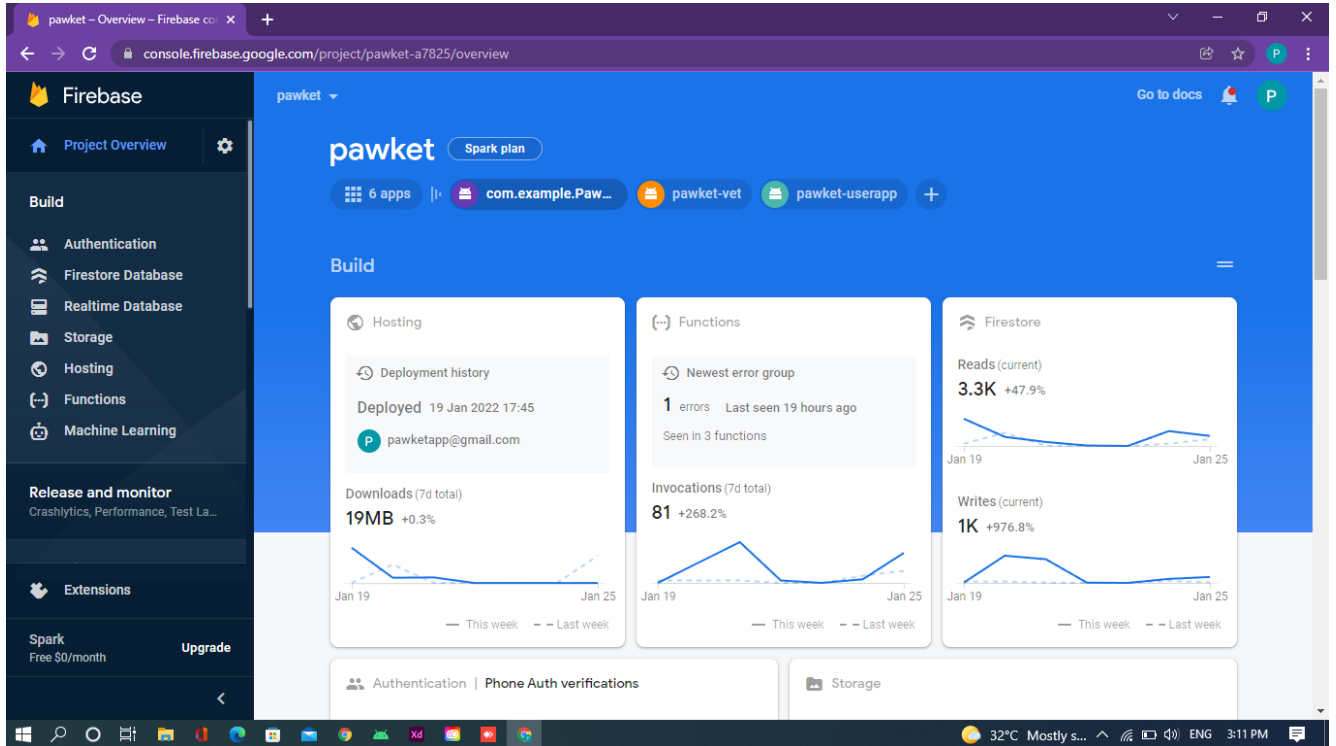 pawket – Overview – Firebase co
console.firebase.google.com/project/pawket-a7825/overview
P
Firebase
Project Overview
Build
Authentication
Firestore Database
Realtime Database
Storage
Hosting
Functions
Machine Learning
Release and monitor
Crashlytics, Performance, Test La...
Extensions
Spark
Free $0/month
Upgrade
pawket
Go to docs
P
pawket
Spark plan
6 apps
com.example.Paw...
pawket-vet
pawket-userapp
Build
Hosting
Deployment history
Deployed 19 Jan 2022 17:45
P pawketapp@gmail.com
Downloads (7d total)
19MB +0.3%
Jan 19 Jan 25
This week Last week
Functions
Newest error group
1 errors Last seen 19 hours ago
Seen in 3 functions
Invocations (7d total)
81 +268.2%
Jan 19 Jan 25
This week Last week
Firestore
Reads (current)
3.3K +47.9%
Jan 19 Jan 25
Writes (current)
1K +976.8%
Jan 19 Jan 25
This week Last week
Authentication | Phone Auth verifications
Storage
Xd
32°C Mostly s...
ENG
3:11 PM